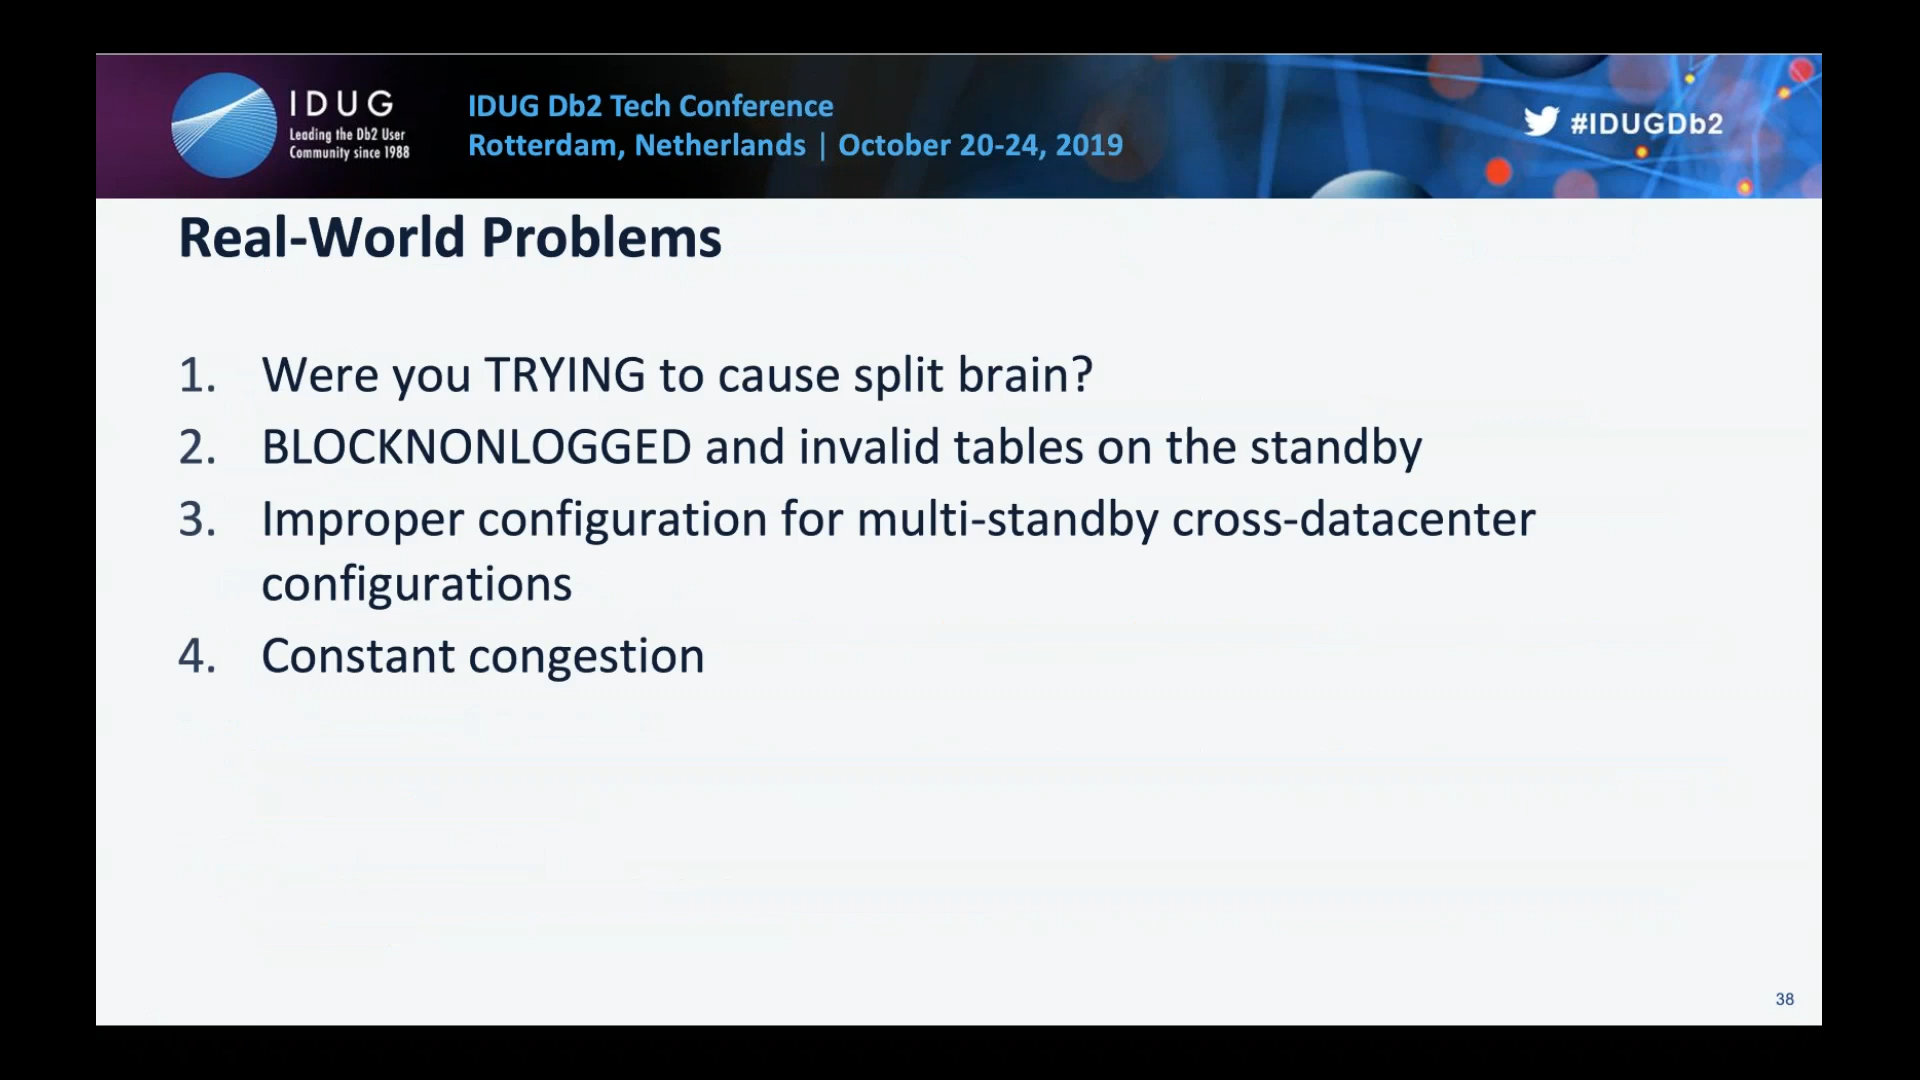 IDUG
Leading the Db2 User
Community since 1988
IDUG Db2 Tech Conference
Rotterdam, Netherlands | October 20-24, 2019
#IDUGDb2
Real-World Problems
1. Were you TRYING to cause split brain?
2. BLOCKNONLOGGED and invalid tables on the standby
3. Improper configuration for multi-standby cross-datacenter
configurations
4. Constant congestion
38